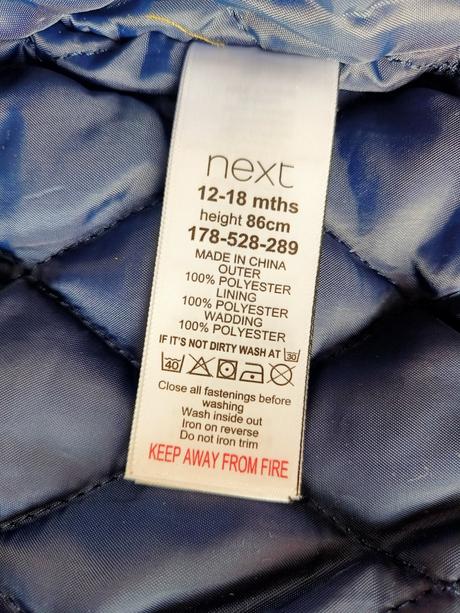 next
12-18 mths
height 86cm
178-528-289
MADE IN CHINA
OUTER
100% POLYESTER
LINING
100% POLYESTER
WADDING
100% POLYESTER
IF IT'S NOT DIRTY WASH AT 30
40
Close all fastenings before
washing
Wash inside out
Iron on reverse
Do not iron trim
KEEP AWAY FROM FIRE